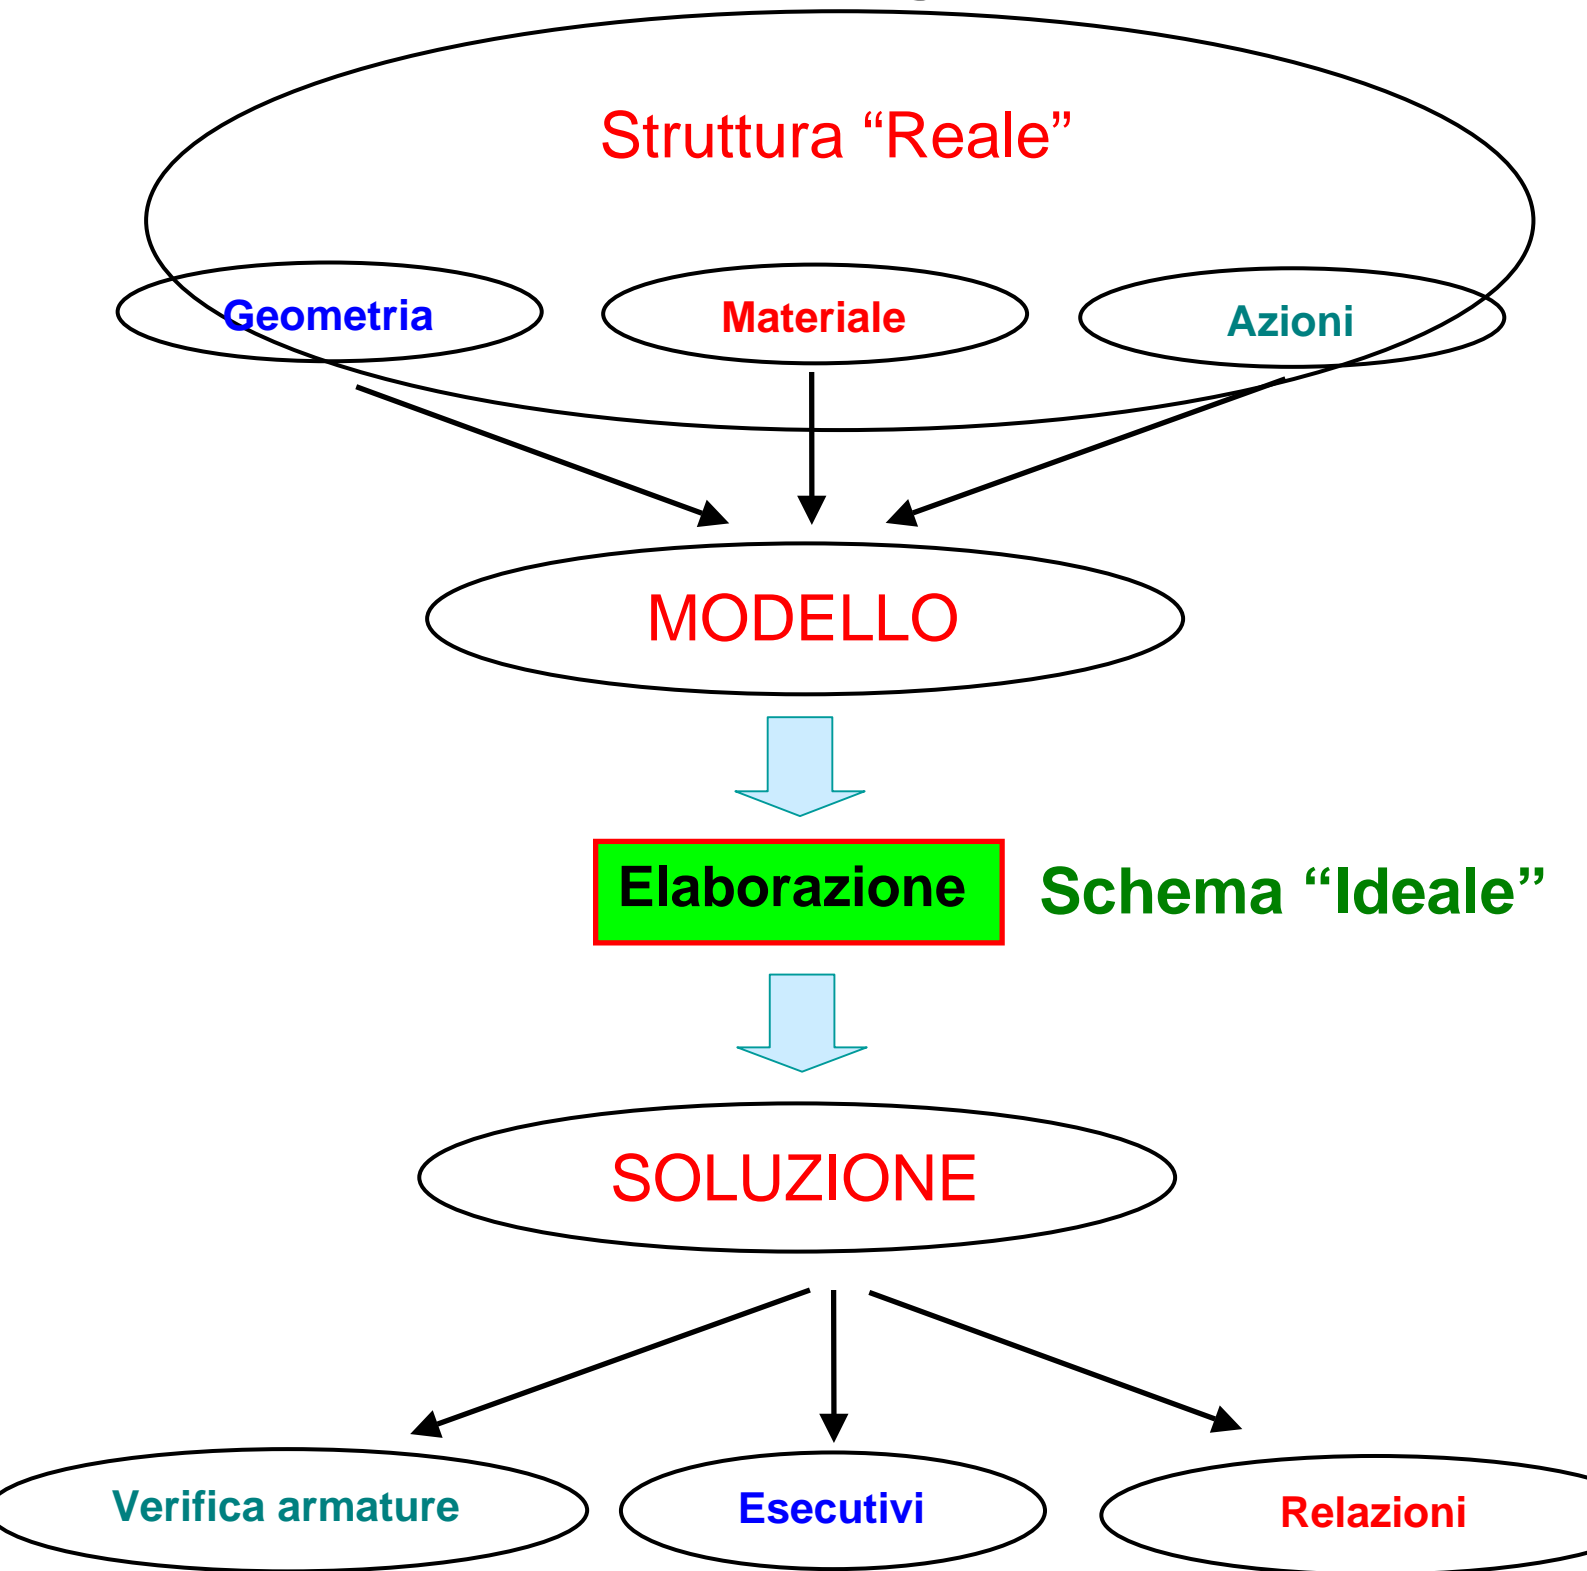 Struttura “Reale”
Geometria
Materiale
Azioni
MODELLO
Elaborazione
Schema “Ideale”
SOLUZIONE
Verifica armature
Esecutivi
Relazioni